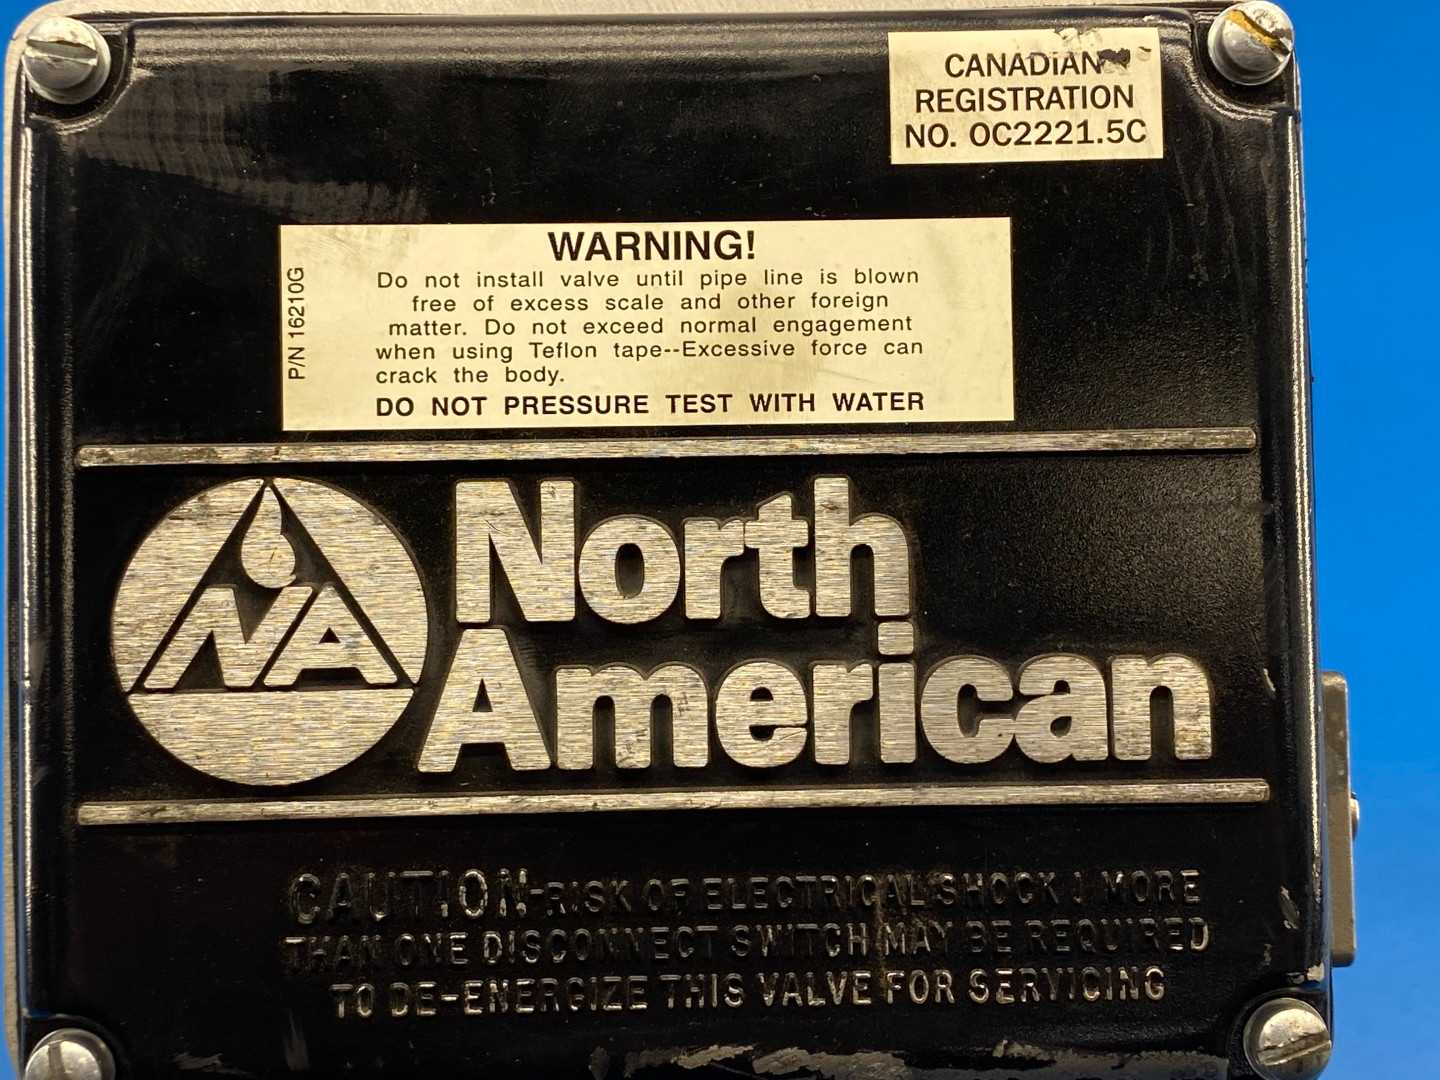 CANADIAN
REGISTRATION
NO. OC2221.5C
WARNING!
P/N 16210G
Do not install valve until pipe line is blown
free of excess scale and other foreign
matter. Do not exceed normal engagement
when using Teflon tape--Excessive force can
crack the body.
DO NOT PRESSURE TEST WITH WATER
NA
North
American
CAUTION-RISK OF ELECTRICAL SHOCK ! MORE
THAN ONE DISCONNECT SWITCH MAY BE REQUIRED
TO DE-ENERGIZE THIS VALVE FOR SERVICING